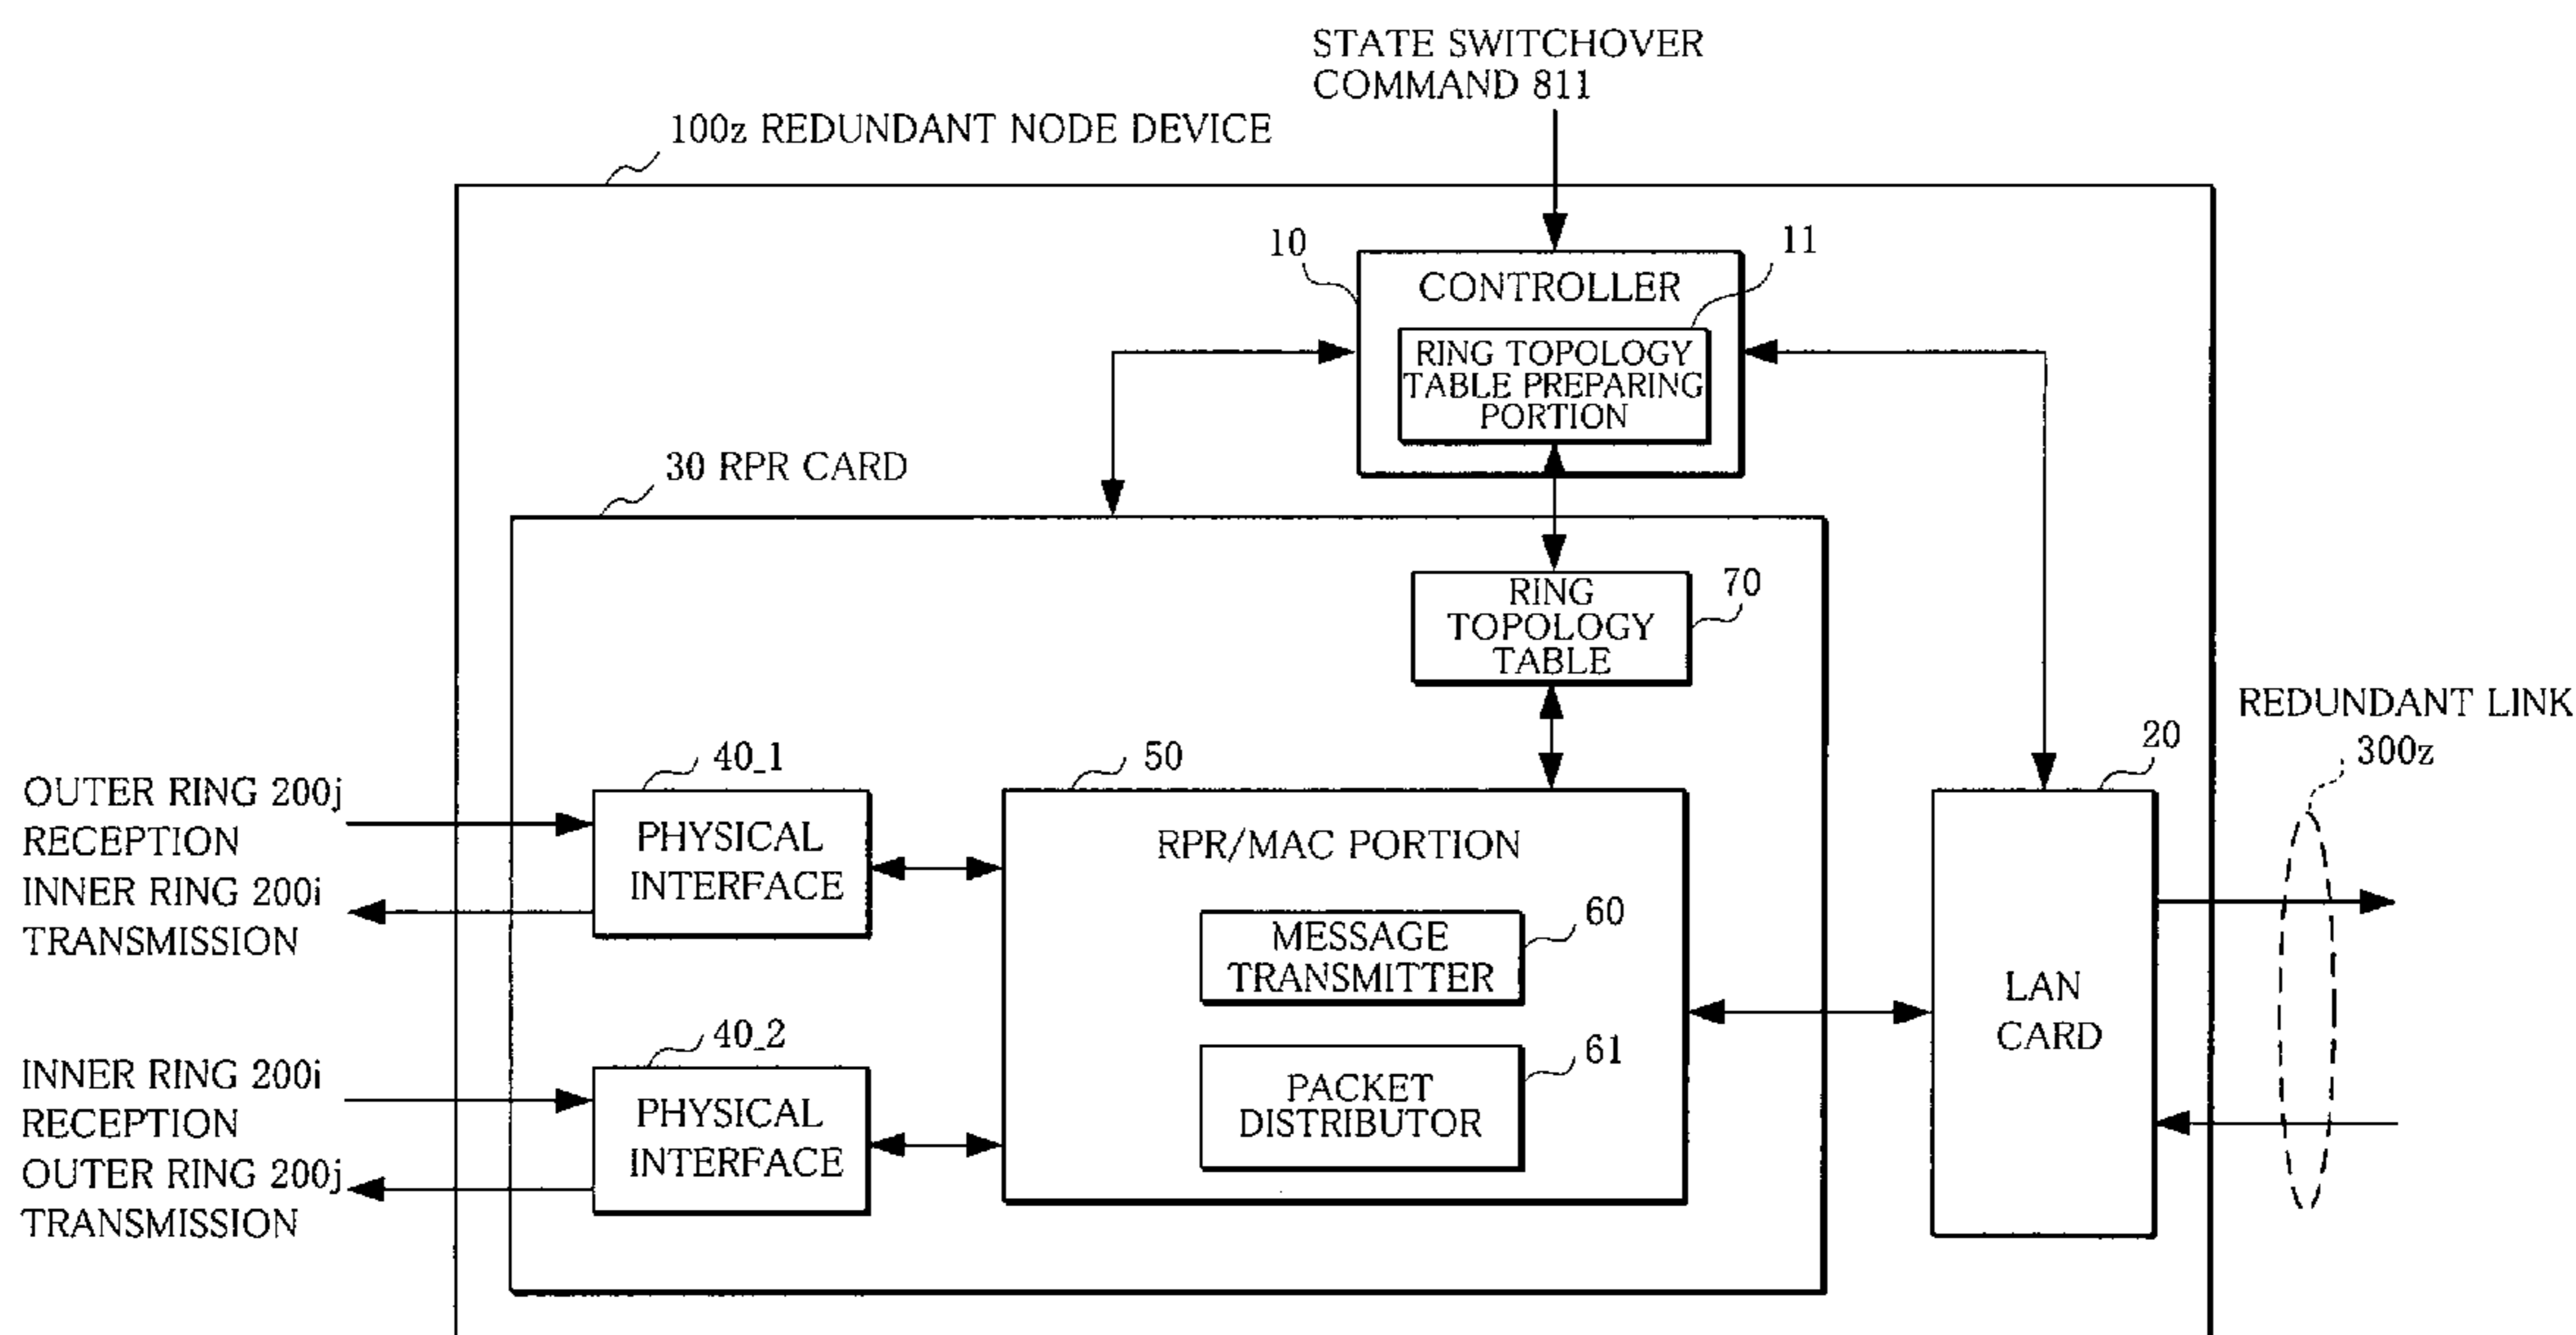 STATE SWITCHOVER
COMMAND 811
100z REDUNDANT NODE DEVICE
10
11
CONTROLLER
RING TOPOLOGY
TABLE PREPARING
PORTION
30 RPR CARD
RING
TOPOLOGY
TABLE
70
REDUNDANT LINK
300z
20
40_1
50
OUTER RING 200j
RECEPTION
INNER RING 200i
TRANSMISSION
PHYSICAL
INTERFACE
RPR/MAC PORTION
MESSAGE
TRANSMITTER
60
LAN
CARD
40_2
PACKET
DISTRIBUTOR
61
INNER RING 200i
RECEPTION
OUTER RING 200j
TRANSMISSION
PHYSICAL
INTERFACE